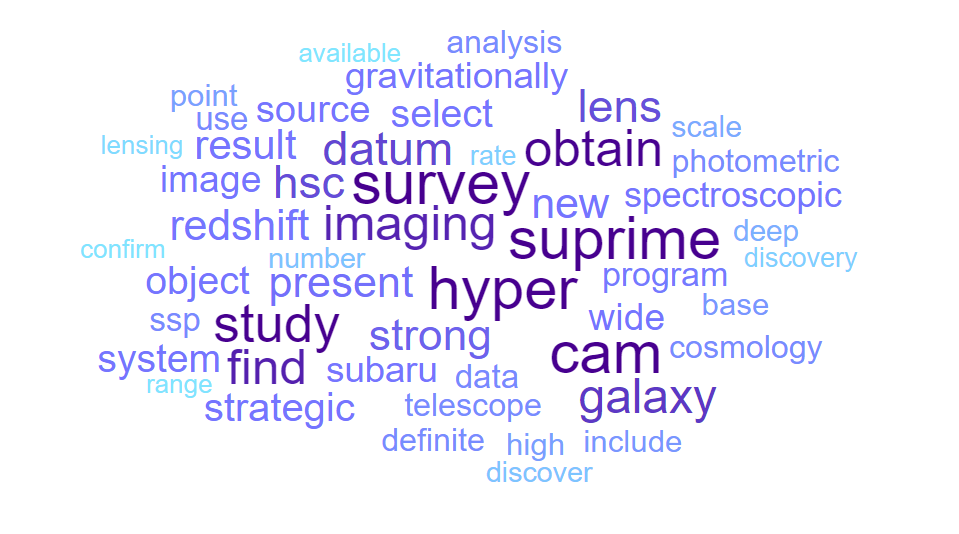 analysis
available
gravitationally
point
source
select
lens
use
scale
lensing
result
datum
rate
obtain
photometric
image
hsc
survey
new
spectroscopic
redshift
imaging
suprime
deep
confirm
number
discovery
object
present
hyper
program
base
ssp
study
strong
wide
cosmology
system
find
subaru
data
cam
range
strategic
telescope
galaxy
definite
high
include
discover